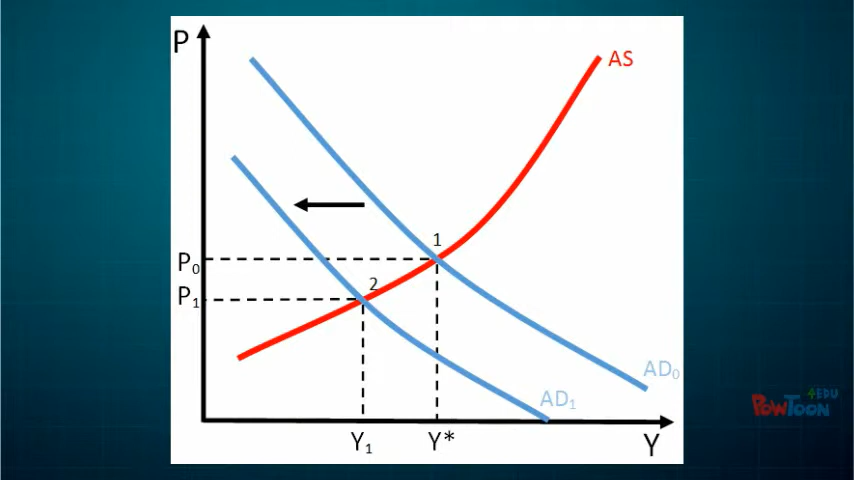 P
AS
1
P₀
2
P₁
AD₀
AD₁
Y₁
Y*
Y
4EDU
POWTOON